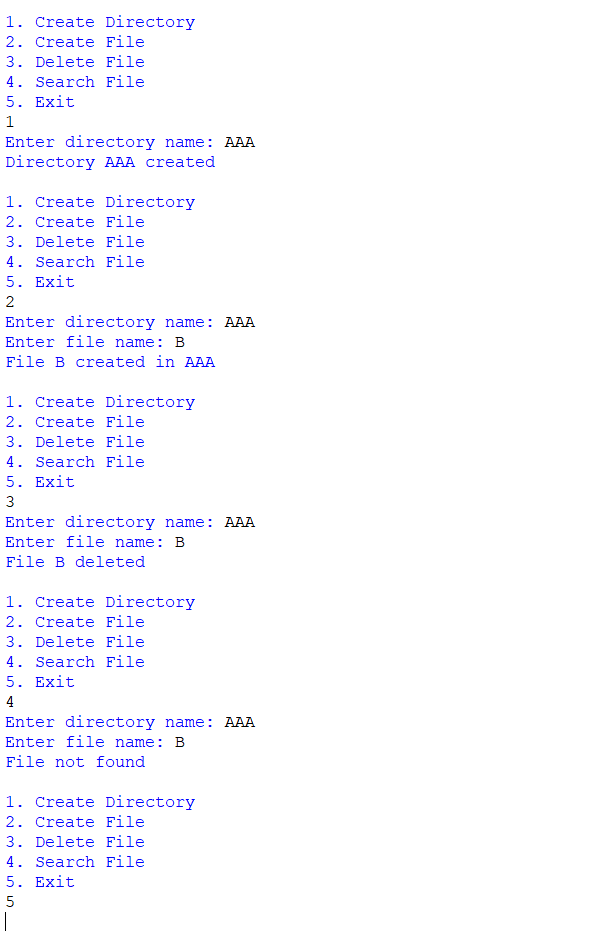 1. Create Directory
2. Create File
3. Delete File
4. Search File
5. Exit
1
Enter directory name: AAA
Directory AAA created

1. Create Directory
2. Create File
3. Delete File
4. Search File
5. Exit
2
Enter directory name: AAA
Enter file name: B
File B created in AAA

1. Create Directory
2. Create File
3. Delete File
4. Search File
5. Exit
3
Enter directory name: AAA
Enter file name: B
File B deleted

1. Create Directory
2. Create File
3. Delete File
4. Search File
5. Exit
4
Enter directory name: AAA
Enter file name: B
File not found

1. Create Directory
2. Create File
3. Delete File
4. Search File
5. Exit
5